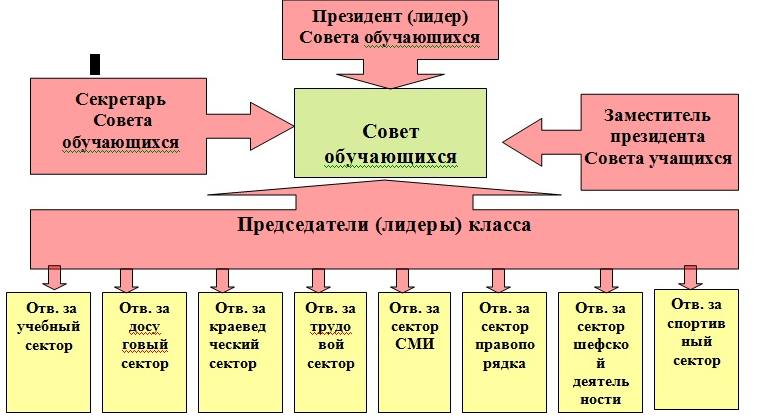 Президент (лидер)
Совета обучающихся
Секретарь
Совета
обучающихся
Совет
обучающихся
Заместитель
президента
Совета учащихся
Председатели (лидеры) класса
Отв. за
учебный
сектор
Отв. за
досу
говый
сектор
Отв. за
краевед
ческий
сектор
Отв. за
трудо
вой
сектор
Отв. за
сектор
СМИ
Отв. за
сектор
правопо
рядка
Отв. за
сектор
шефско
й
деятель
ности
Отв. за
спортив
ный
сектор